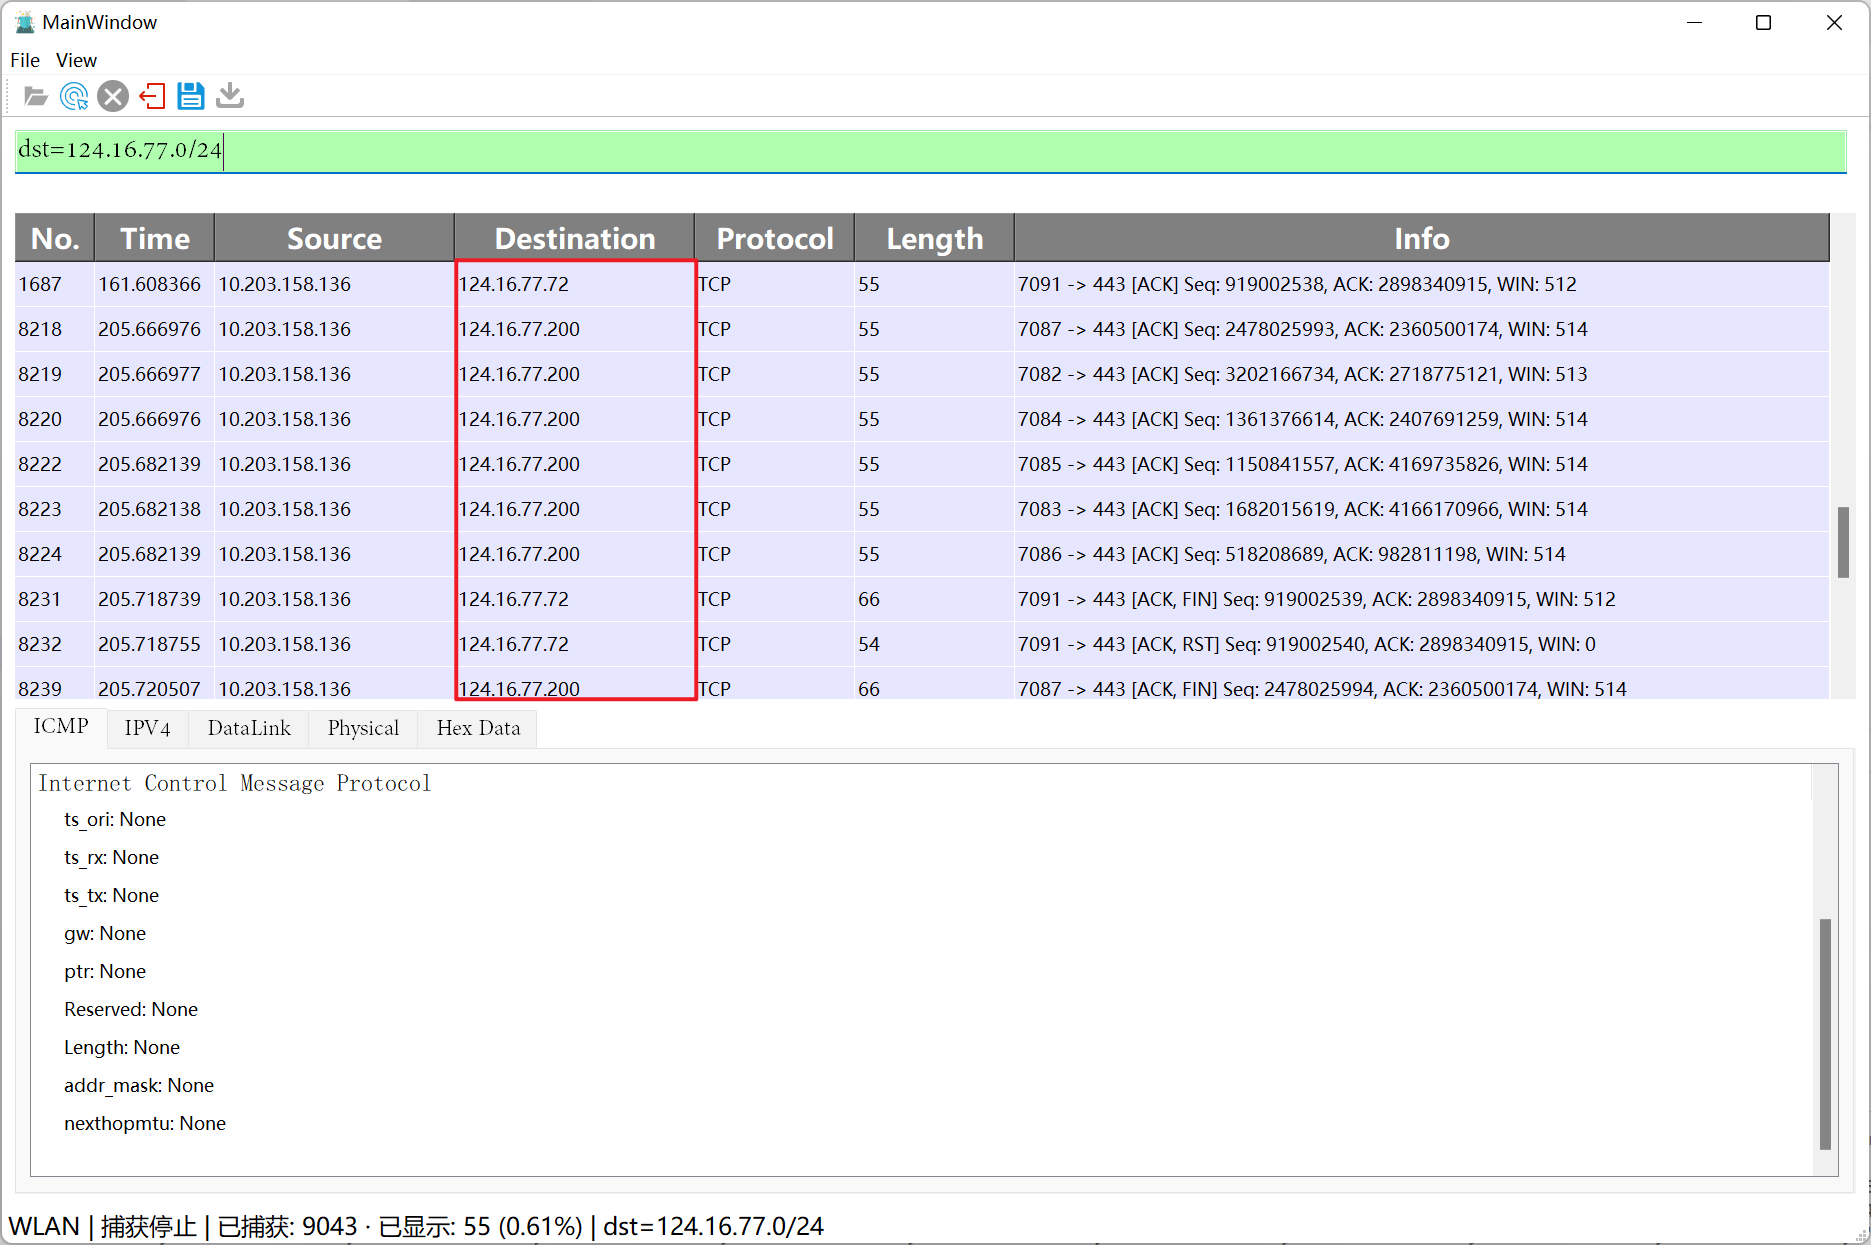 MainWindow
File View
dst=124.16.77.0/24
No. Time Source Destination Protocol Length Info
1687 161.608366 10.203.158.136 124.16.77.72 TCP 55 7091 -> 443 [ACK] Seq: 919002538, ACK: 2898340915, WIN: 512
8218 205.666976 10.203.158.136 124.16.77.200 TCP 55 7087 -> 443 [ACK] Seq: 2478025993, ACK: 2360500174, WIN: 514
8219 205.666977 10.203.158.136 124.16.77.200 TCP 55 7082 -> 443 [ACK] Seq: 3202166734, ACK: 2718775121, WIN: 513
8220 205.666976 10.203.158.136 124.16.77.200 TCP 55 7084 -> 443 [ACK] Seq: 1361376614, ACK: 2407691259, WIN: 514
8222 205.682139 10.203.158.136 124.16.77.200 TCP 55 7085 -> 443 [ACK] Seq: 1150841557, ACK: 4169735826, WIN: 514
8223 205.682138 10.203.158.136 124.16.77.200 TCP 55 7083 -> 443 [ACK] Seq: 1682015619, ACK: 4166170966, WIN: 514
8224 205.682139 10.203.158.136 124.16.77.200 TCP 55 7086 -> 443 [ACK] Seq: 518208689, ACK: 982811198, WIN: 514
8231 205.718739 10.203.158.136 124.16.77.72 TCP 66 7091 -> 443 [ACK, FIN] Seq: 919002539, ACK: 2898340915, WIN: 512
8232 205.718755 10.203.158.136 124.16.77.72 TCP 54 7091 -> 443 [ACK, RST] Seq: 919002540, ACK: 2898340915, WIN: 0
8239 205.720507 10.203.158.136 124.16.77.200 TCP 66 7087 -> 443 [ACK, FIN] Seq: 2478025994, ACK: 2360500174, WIN: 514
ICMP IPV4 DataLink Physical Hex Data
Internet Control Message Protocol
ts_ori: None
ts_rx: None
ts_tx: None
gw: None
ptr: None
Reserved: None
Length: None
addr_mask: None
nexthopmtu: None
WLAN | 捕获停止 | 已捕获: 9043 · 已显示: 55 (0.61%) | dst=124.16.77.0/24